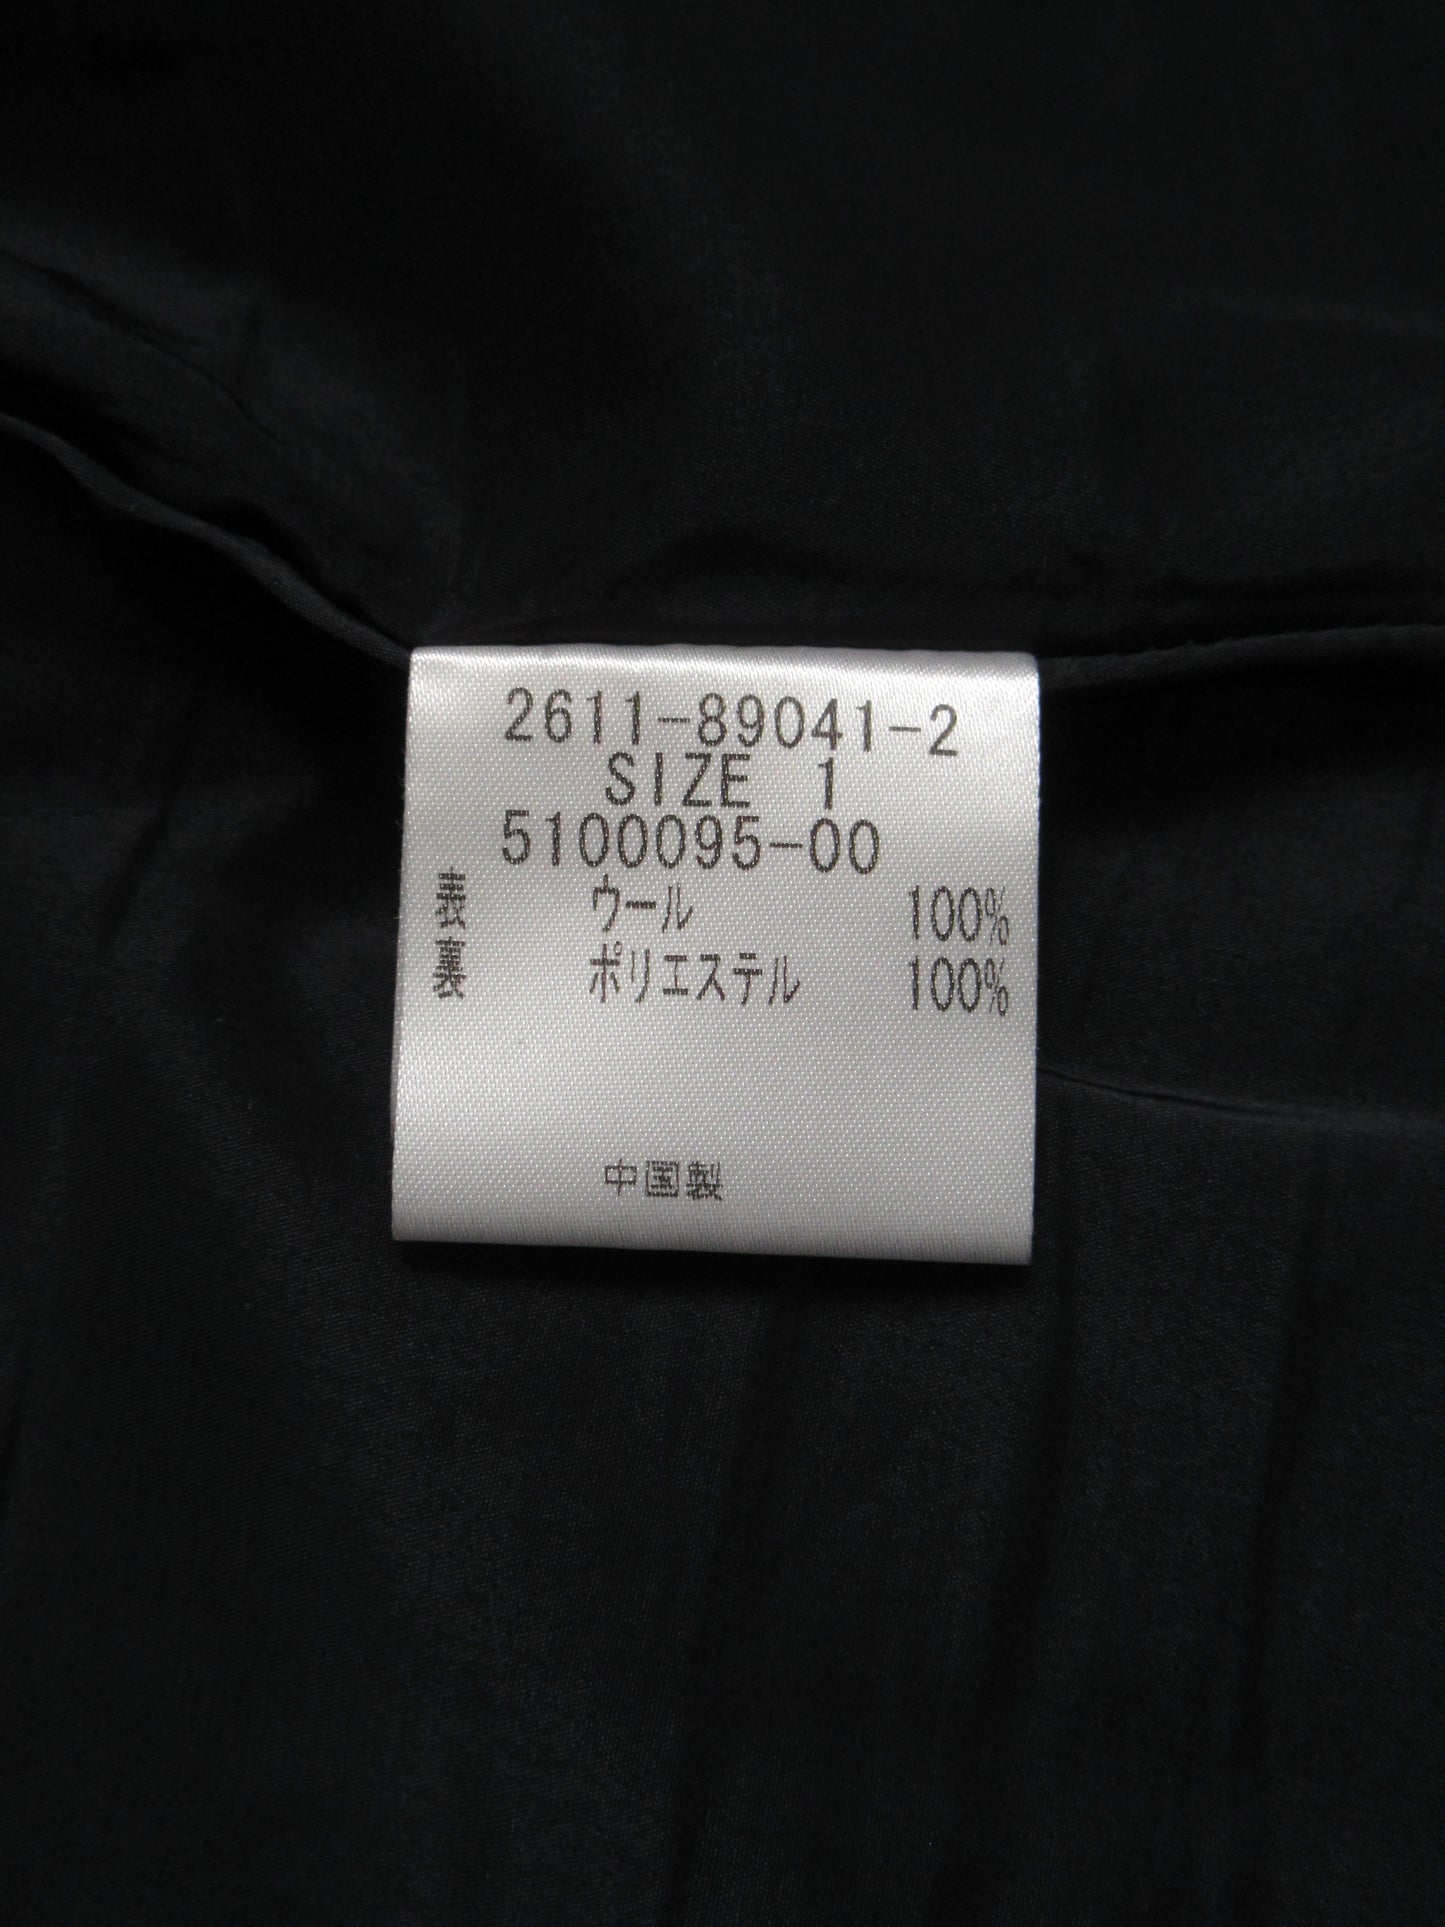 2611-89041-2
SIZE 1
5100095-00
表 ウール 100%
裏 ポリエステル 100%
中国製